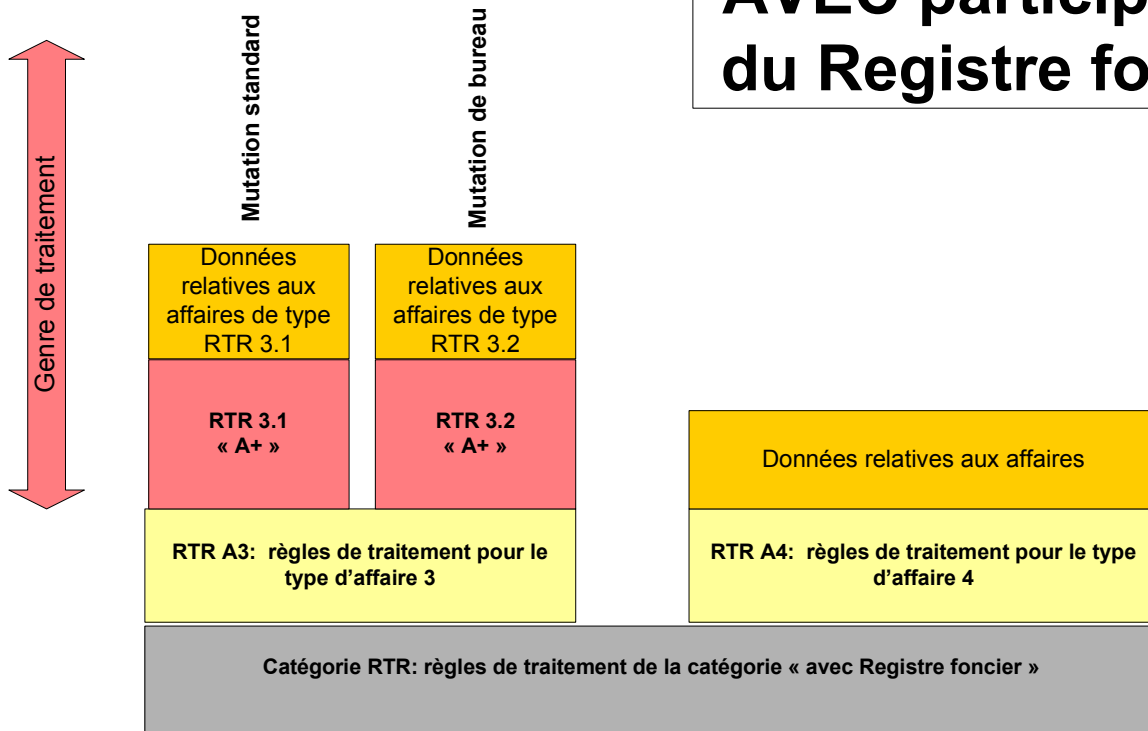 AVEC
du Registre
Genre de traitement
Mutation standard
Mutation de bureau
Données
relatives aux
affaires de type
RTR 3.1
Données
relatives aux
affaires de type
RTR 3.2
RTR 3.1
« A+ »
RTR 3.2
« A+ »
Données relatives aux affaires
RTR A3: règles de traitement pour le
type d’affaire 3
RTR A4: règles de traitement pour le type
d’affaire 4
Catégorie RTR: règles de traitement de la catégorie « avec Registre foncier »